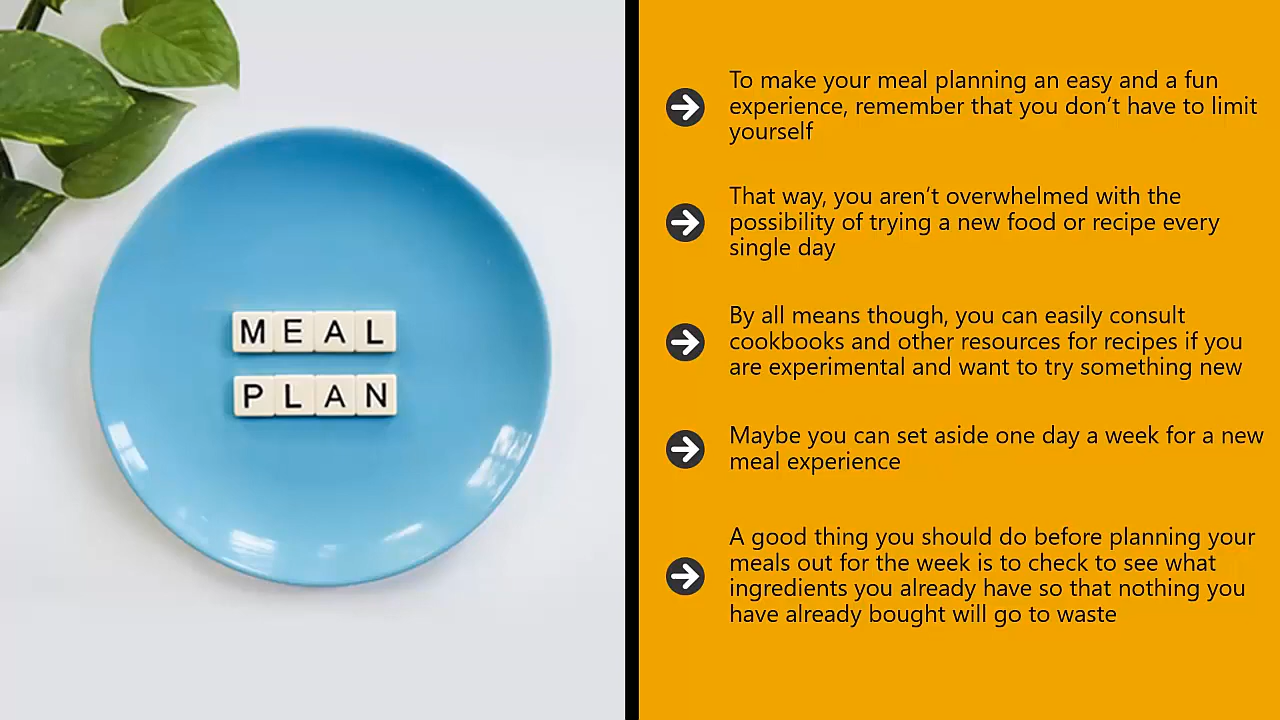 MEAL
PLAN
To make your meal planning an easy and a fun
experience, remember that you don’t have to limit
yourself
That way, you aren’t overwhelmed with the
possibility of trying a new food or recipe every
single day
By all means though, you can easily consult
cookbooks and other resources for recipes if you
are experimental and want to try something new
Maybe you can set aside one day a week for a new
meal experience
A good thing you should do before planning your
meals out for the week is to check to see what
ingredients you already have so that nothing you
have already bought will go to waste